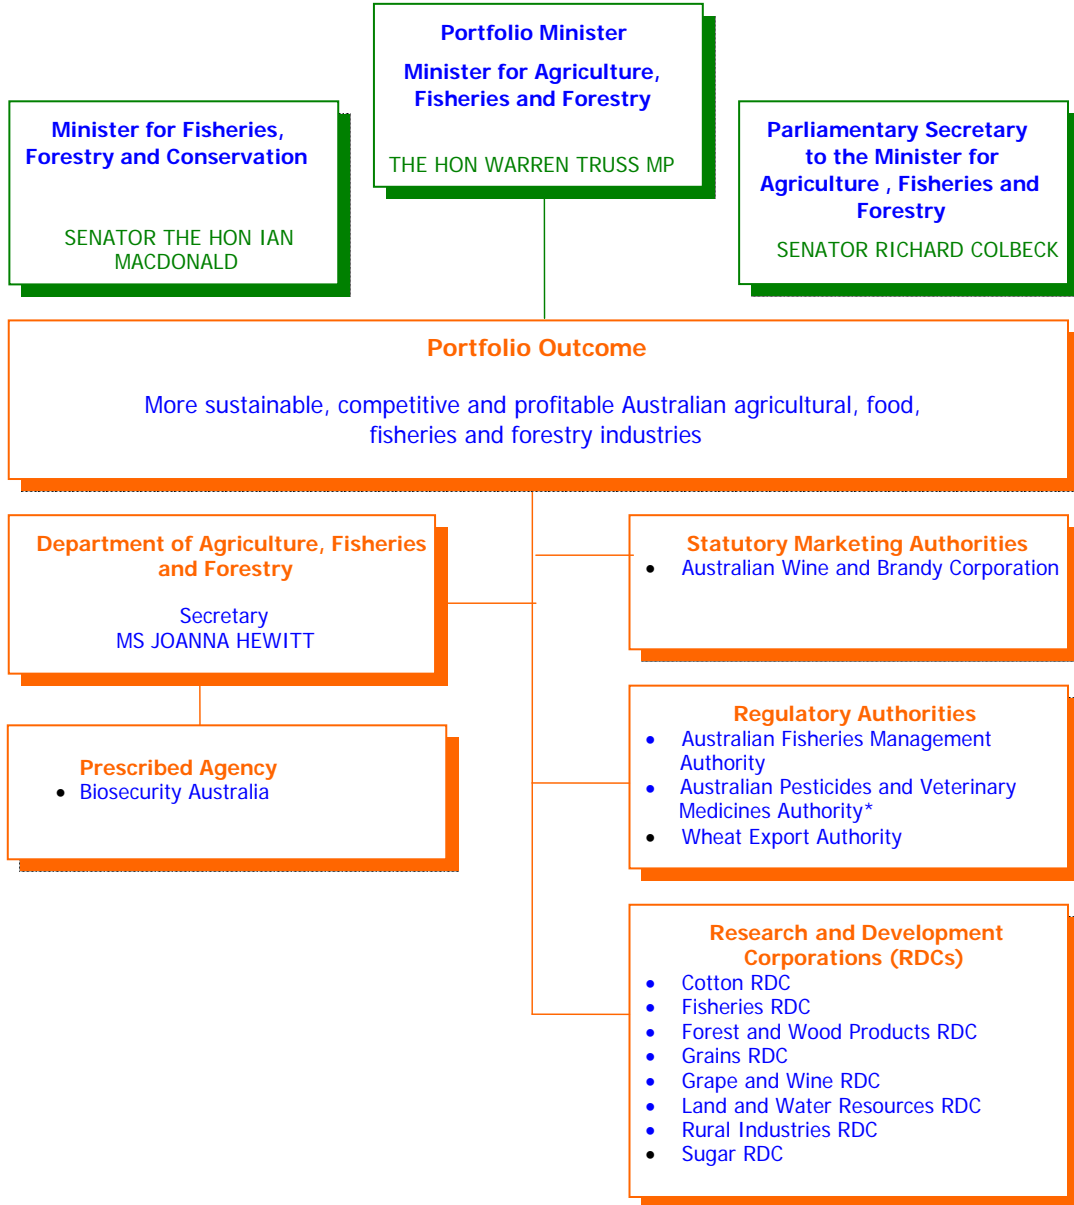 Portfolio Minister
Minister for Agriculture,
Fisheries and Forestry
THE HON WARREN TRUSS MP
Minister for Fisheries,
Forestry and Conservation
SENATOR THE HON IAN
MACDONALD
Parliamentary Secretary
to the Minister for
Agriculture , Fisheries and
Forestry
SENATOR RICHARD COLBECK
Portfolio Outcome
More sustainable, competitive and profitable Australian agricultural, food,
fisheries and forestry industries
Department of Agriculture, Fisheries
and Forestry
Secretary
MS JOANNA HEWITT
Prescribed Agency
• Biosecurity Australia
Statutory Marketing Authorities
• Australian Wine and Brandy Corporation
Regulatory Authorities
• Australian Fisheries Management
Authority
• Australian Pesticides and Veterinary
Medicines Authority*
• Wheat Export Authority
Research and Development
Corporations (RDCs)
• Cotton RDC
• Fisheries RDC
• Forest and Wood Products RDC
• Grains RDC
• Grape and Wine RDC
• Land and Water Resources RDC
• Rural Industries RDC
• Sugar RDC